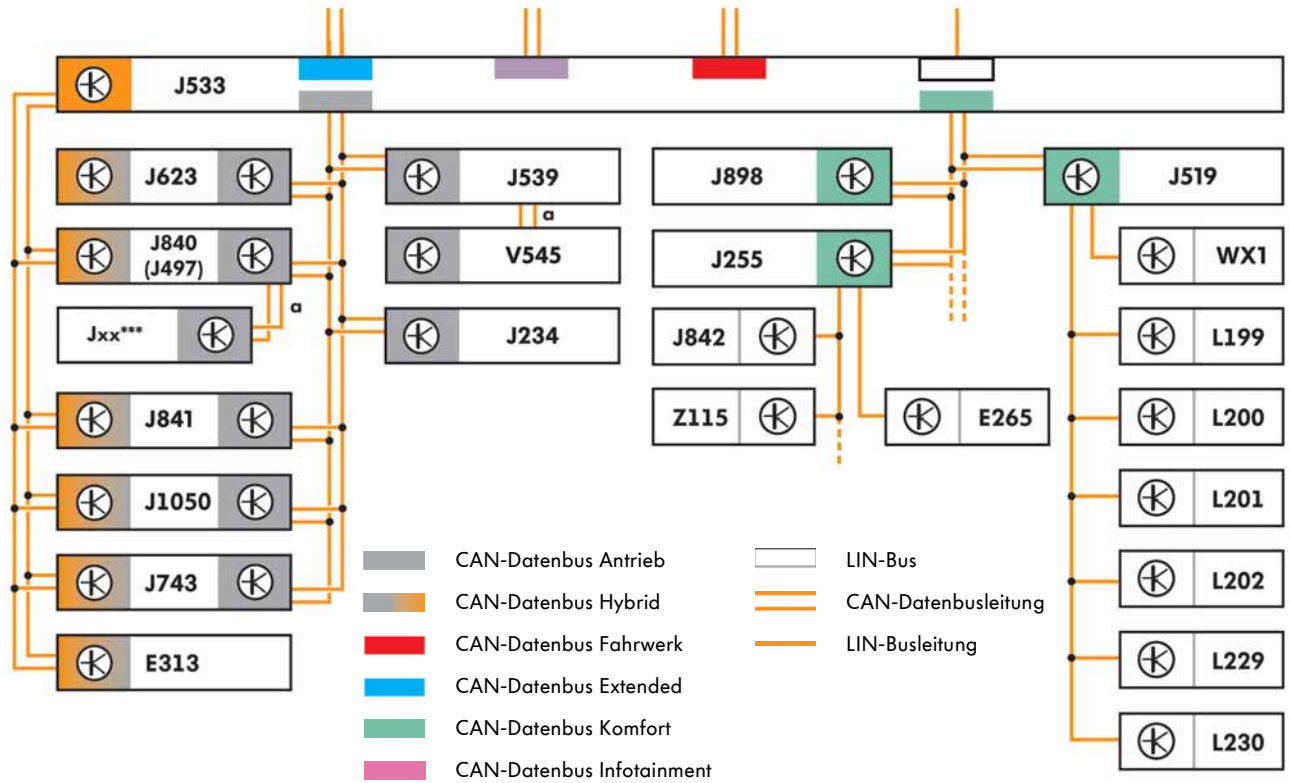 J533
J623
J539
J898
J519
a
J840
(J497)
V545
J255
WX1
a
Jxx***
J234
J842
L199
J841
Z115
E265
L200
J1050
L201
J743
L202
E313
L229
L230
CAN-Datenbus Antrieb
CAN-Datenbus Hybrid
CAN-Datenbus Fahrwerk
CAN-Datenbus Extended
CAN-Datenbus Komfort
CAN-Datenbus Infotainment
LIN-Bus
CAN-Datenbusleitung
LIN-Busleitung